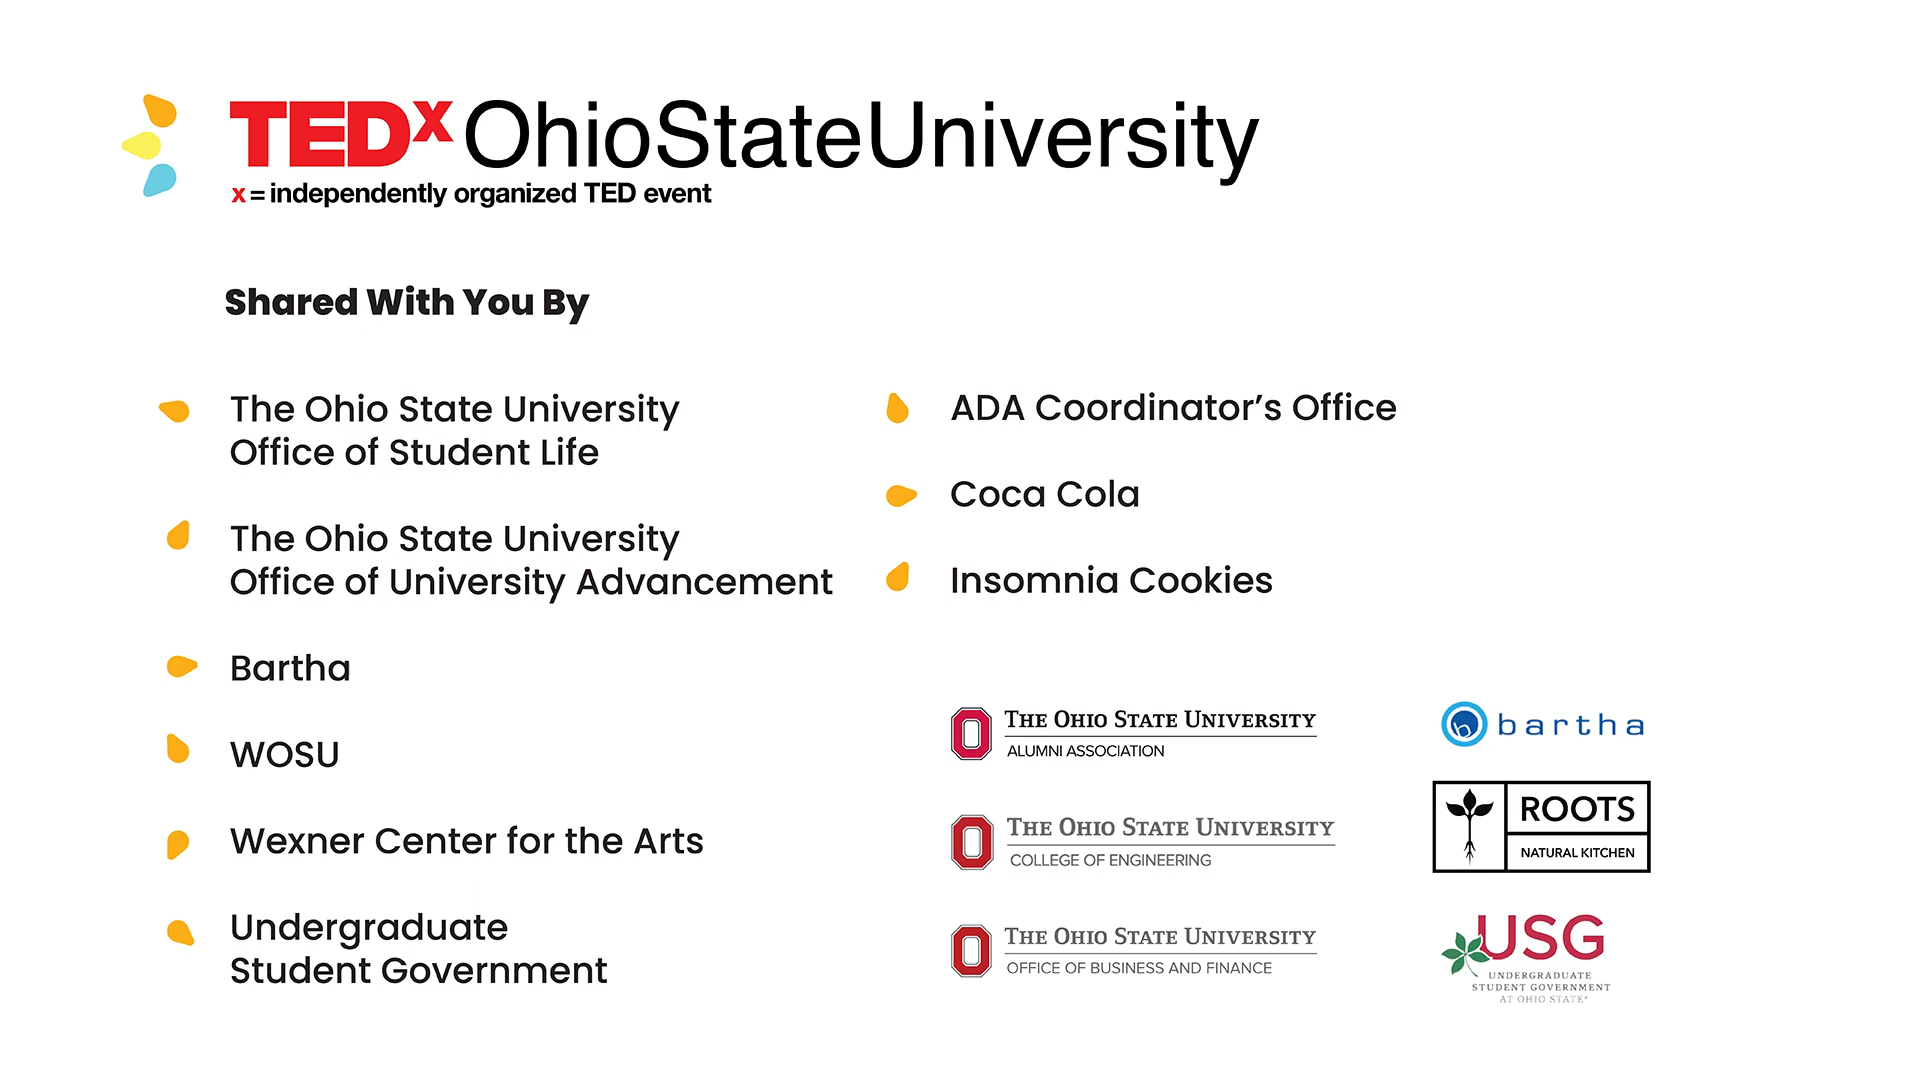 TEDxOhioStateUniversity
x = independently organized TED event
Shared With You By
The Ohio State University
Office of Student Life
The Ohio State University
Office of University Advancement
Bartha
WOSU
Wexner Center for the Arts
Undergraduate
Student Government
ADA Coordinator’s Office
Coca Cola
Insomnia Cookies
THE OHIO STATE UNIVERSITY
ALUMNI ASSOCIATION
THE OHIO STATE UNIVERSITY
COLLEGE OF ENGINEERING
THE OHIO STATE UNIVERSITY
OFFICE OF BUSINESS AND FINANCE
b bartha
ROOTS
NATURAL KITCHEN
USG
UNDERGRADUATE
STUDENT GOVERNMENT
AT OHIO STATE